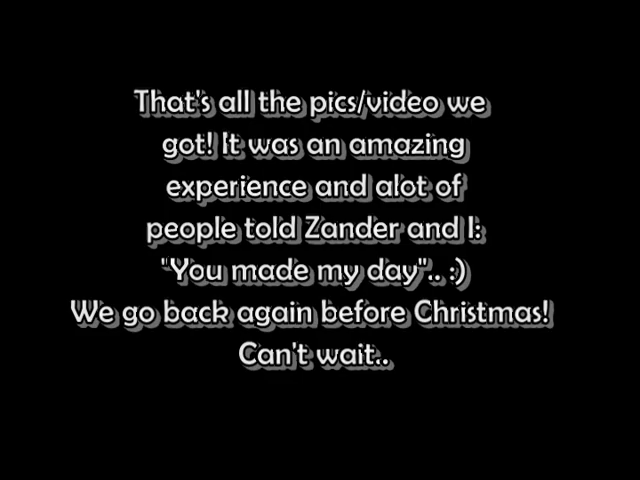 That's all the pics/video we
got! It was an amazing
experience and alot of
people told Zander and I:
"You made my day".. :)
We go back again before Christmas!
Can't wait..